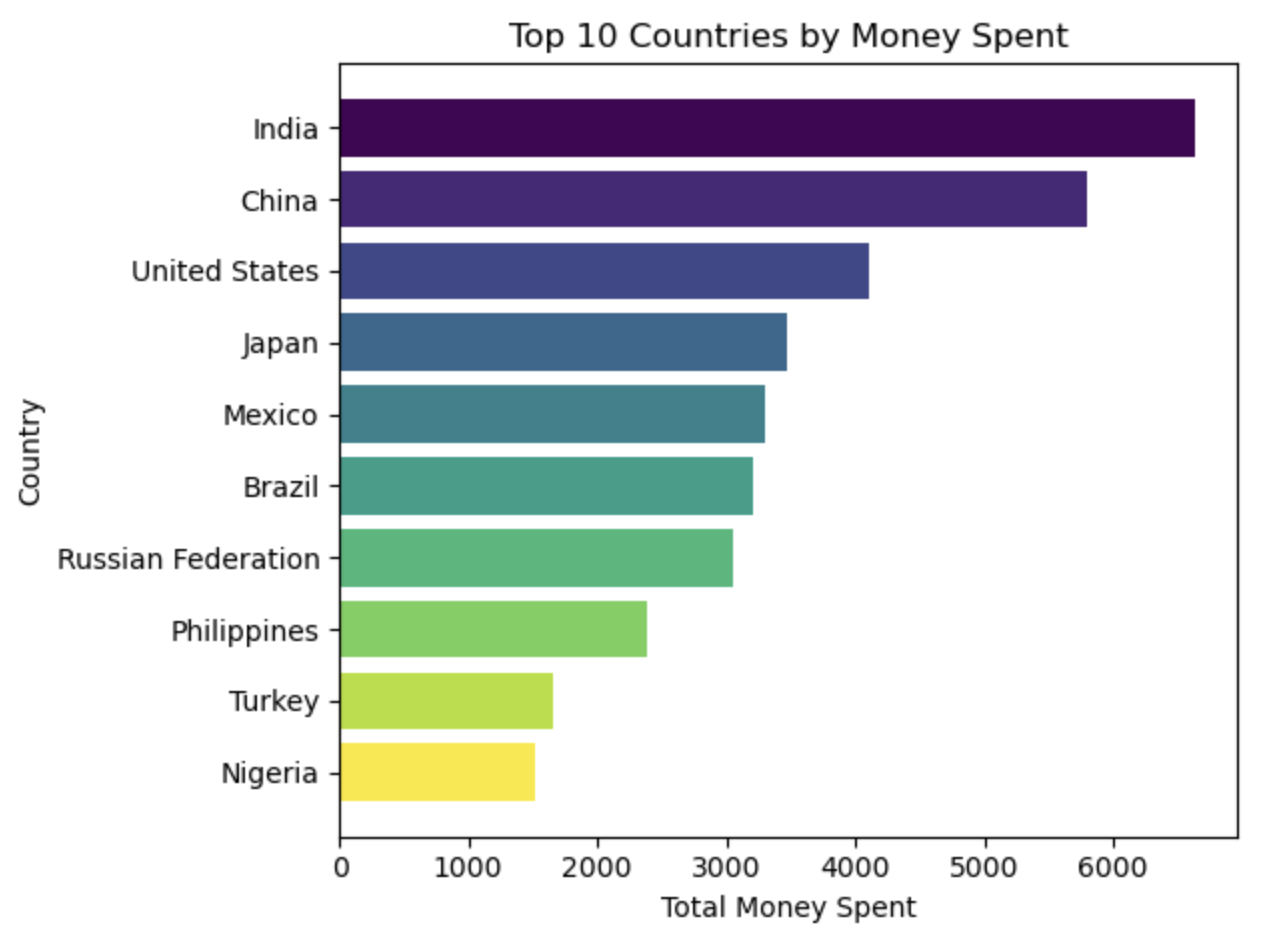 Top 10 Countries by Money Spent
India
China
United States
Japan
Mexico
Brazil
Russian Federation
Philippines
Turkey
Nigeria
Country
0 1000 2000 3000 4000 5000 6000
Total Money Spent